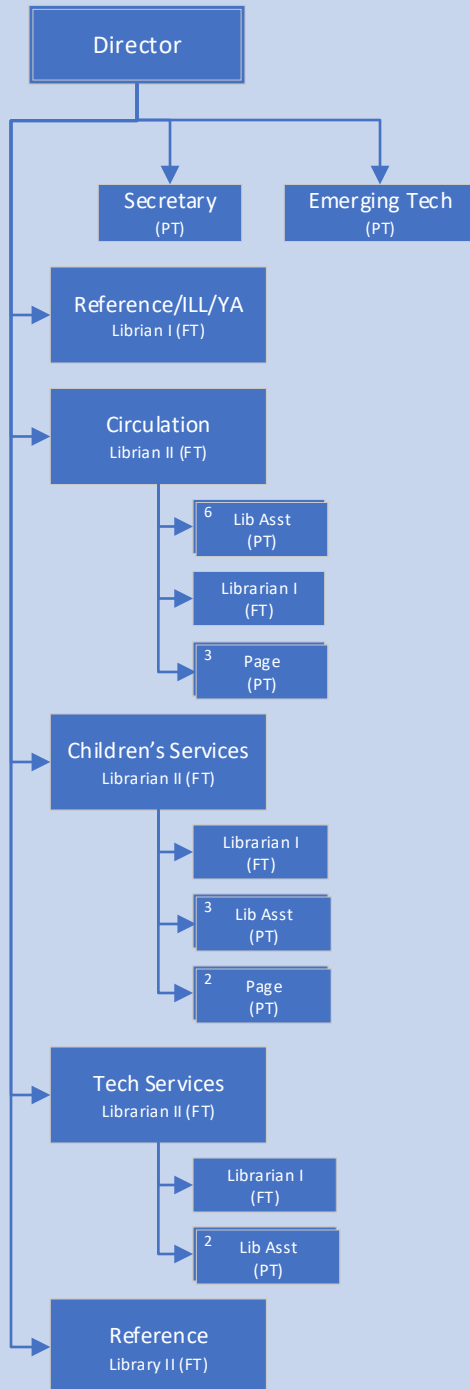 Director
Secretary
(PT)
Emerging Tech
(PT)
Reference/ILL/YA
Librian I (FT)
Circulation
Librian II (FT)
6
Lib Asst
(PT)
Librarian I
(FT)
3
Page
(PT)
Children's Services
Librarian II (FT)
Librarian I
(FT)
3
Lib Asst
(PT)
2
Page
(PT)
Tech Services
Librarian II (FT)
Librarian I
(FT)
2
Lib Asst
(PT)
Reference
Library II (FT)